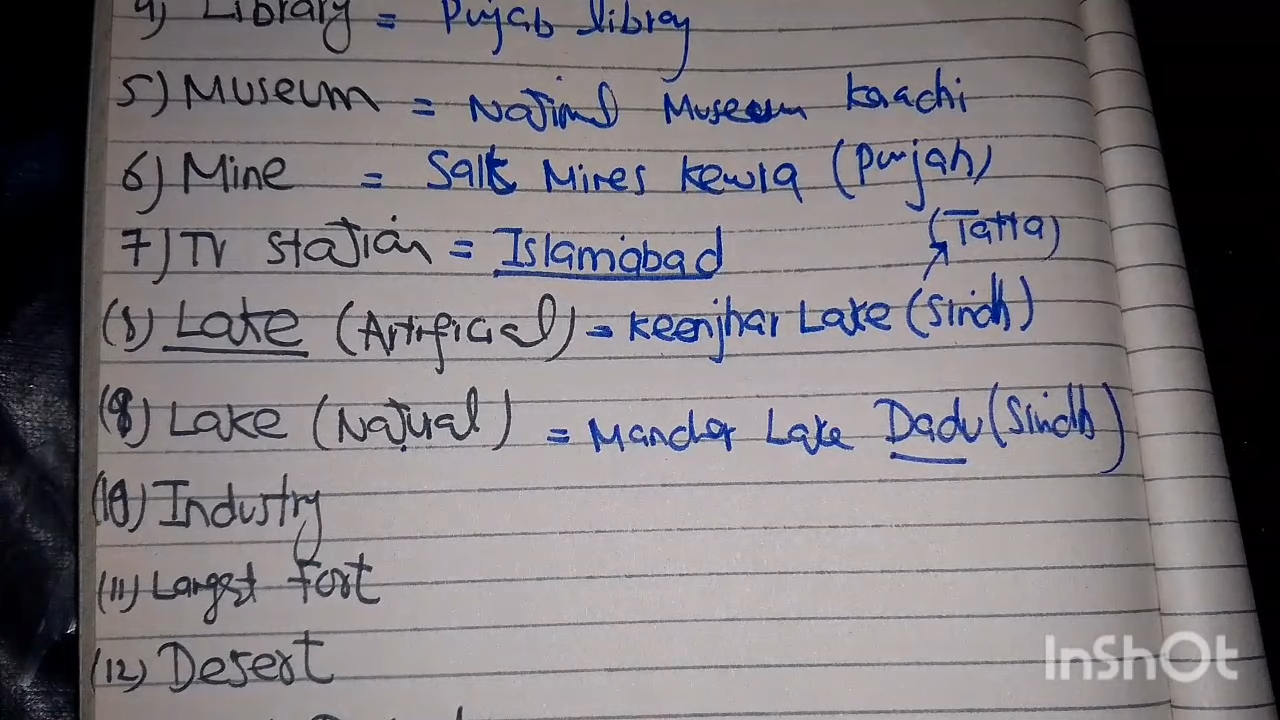 4) Library = Punjab library
5) Museum = National Museum Karachi
6) Mine = Salt Mines Kewra (Punjab)
(Tatta)
7) TV Station = Islamabad
(8) Lake (Artificial) = Keenjhar Lake (Sindh)
(9) Lake (Natural) = Manchar Lake Dadu (Sindh)
(10) Industry
(11) Largest Fort
(12) Desert
InShOt